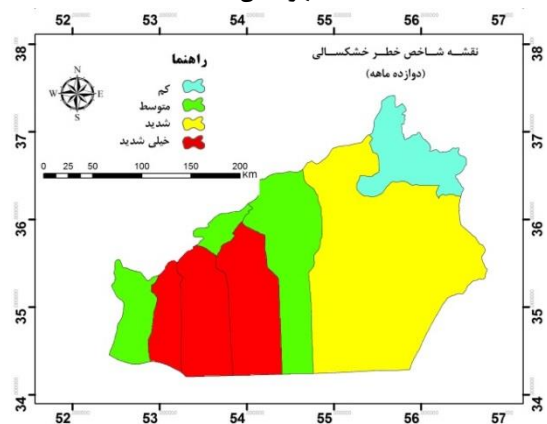 52 53 54 55 56 57
نقشه شاخص خطر خشکسالی
(دوازده ماهه)
راهنما
کم
متوسط
شدید
خیلی شدید
N
W E
S
0 25 50 100 150 200
Km
38 37 36 35 34
38 37 36 35 34
52 53 54 55 56 57